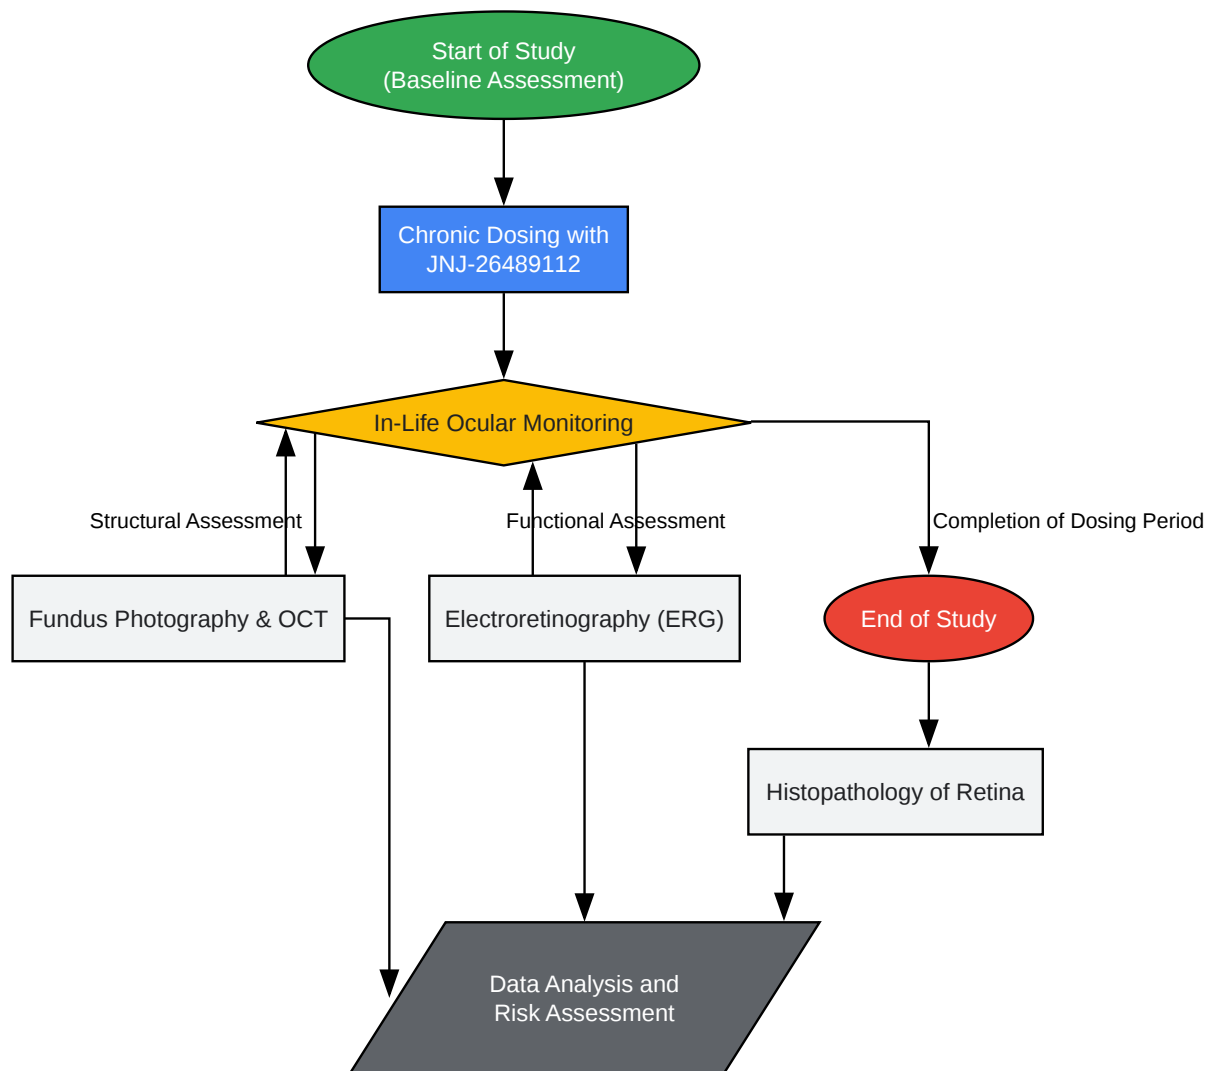 Start of Study
(Baseline Assessment)
Chronic Dosing with
JNJ-26489112
In-Life Ocular Monitoring
Structural Assessment
Functional Assessment
Completion of Dosing Period
Fundus Photography & OCT
Electroretinography (ERG)
End of Study
Histopathology of Retina
Data Analysis and
Risk Assessment